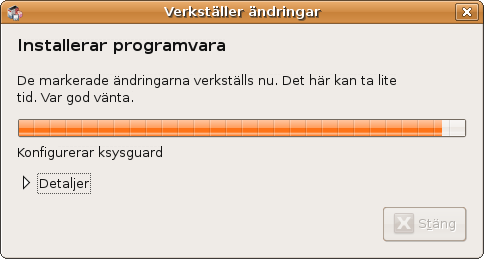 Verkställer ändringar
Installerar programvara
De markerade ändringarna verkställs nu. Det här kan ta lite
tid. Var god vänta.
Konfigurerar ksysguard
Detaljer
Stäng